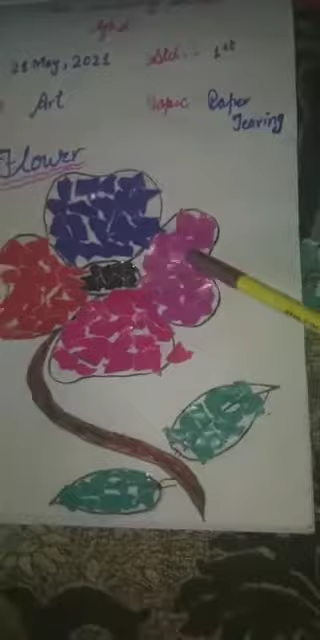 28 May, 2021
Std. :- 1st
Art
Topic Paper
Tearing
Flower